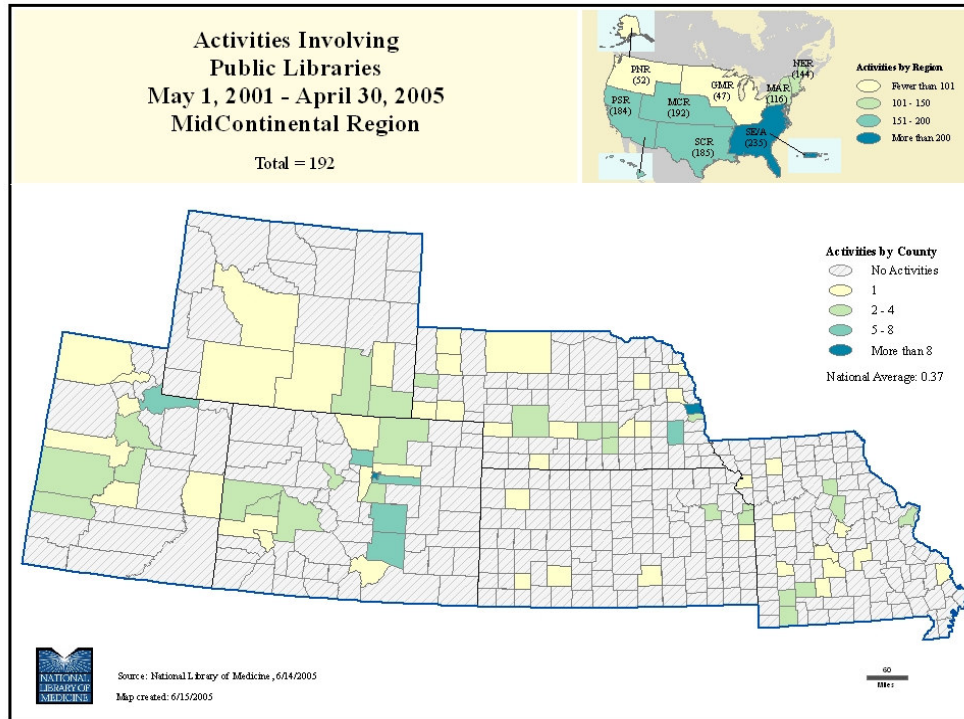 Activities Involving
Public Libraries
May 1, 2001 - April 30, 2005
MidContinental Region
Total = 192
PNR
(52)
GMR
(47)
NER
(144)
MAR
(116)
PSR
(184)
MCR
(192)
SCR
(185)
SE/A
(235)
Activities by Region
Fewer than 101
101 - 150
151 - 200
More than 200
Activities by County
No Activities
1
2 - 4
5 - 8
More than 8
National Average: 0.37
NATIONAL
LIBRARY OF
MEDICINE
Source: National Library of Medicine, 6/14/2005
Map created: 6/15/2005
60
Miles